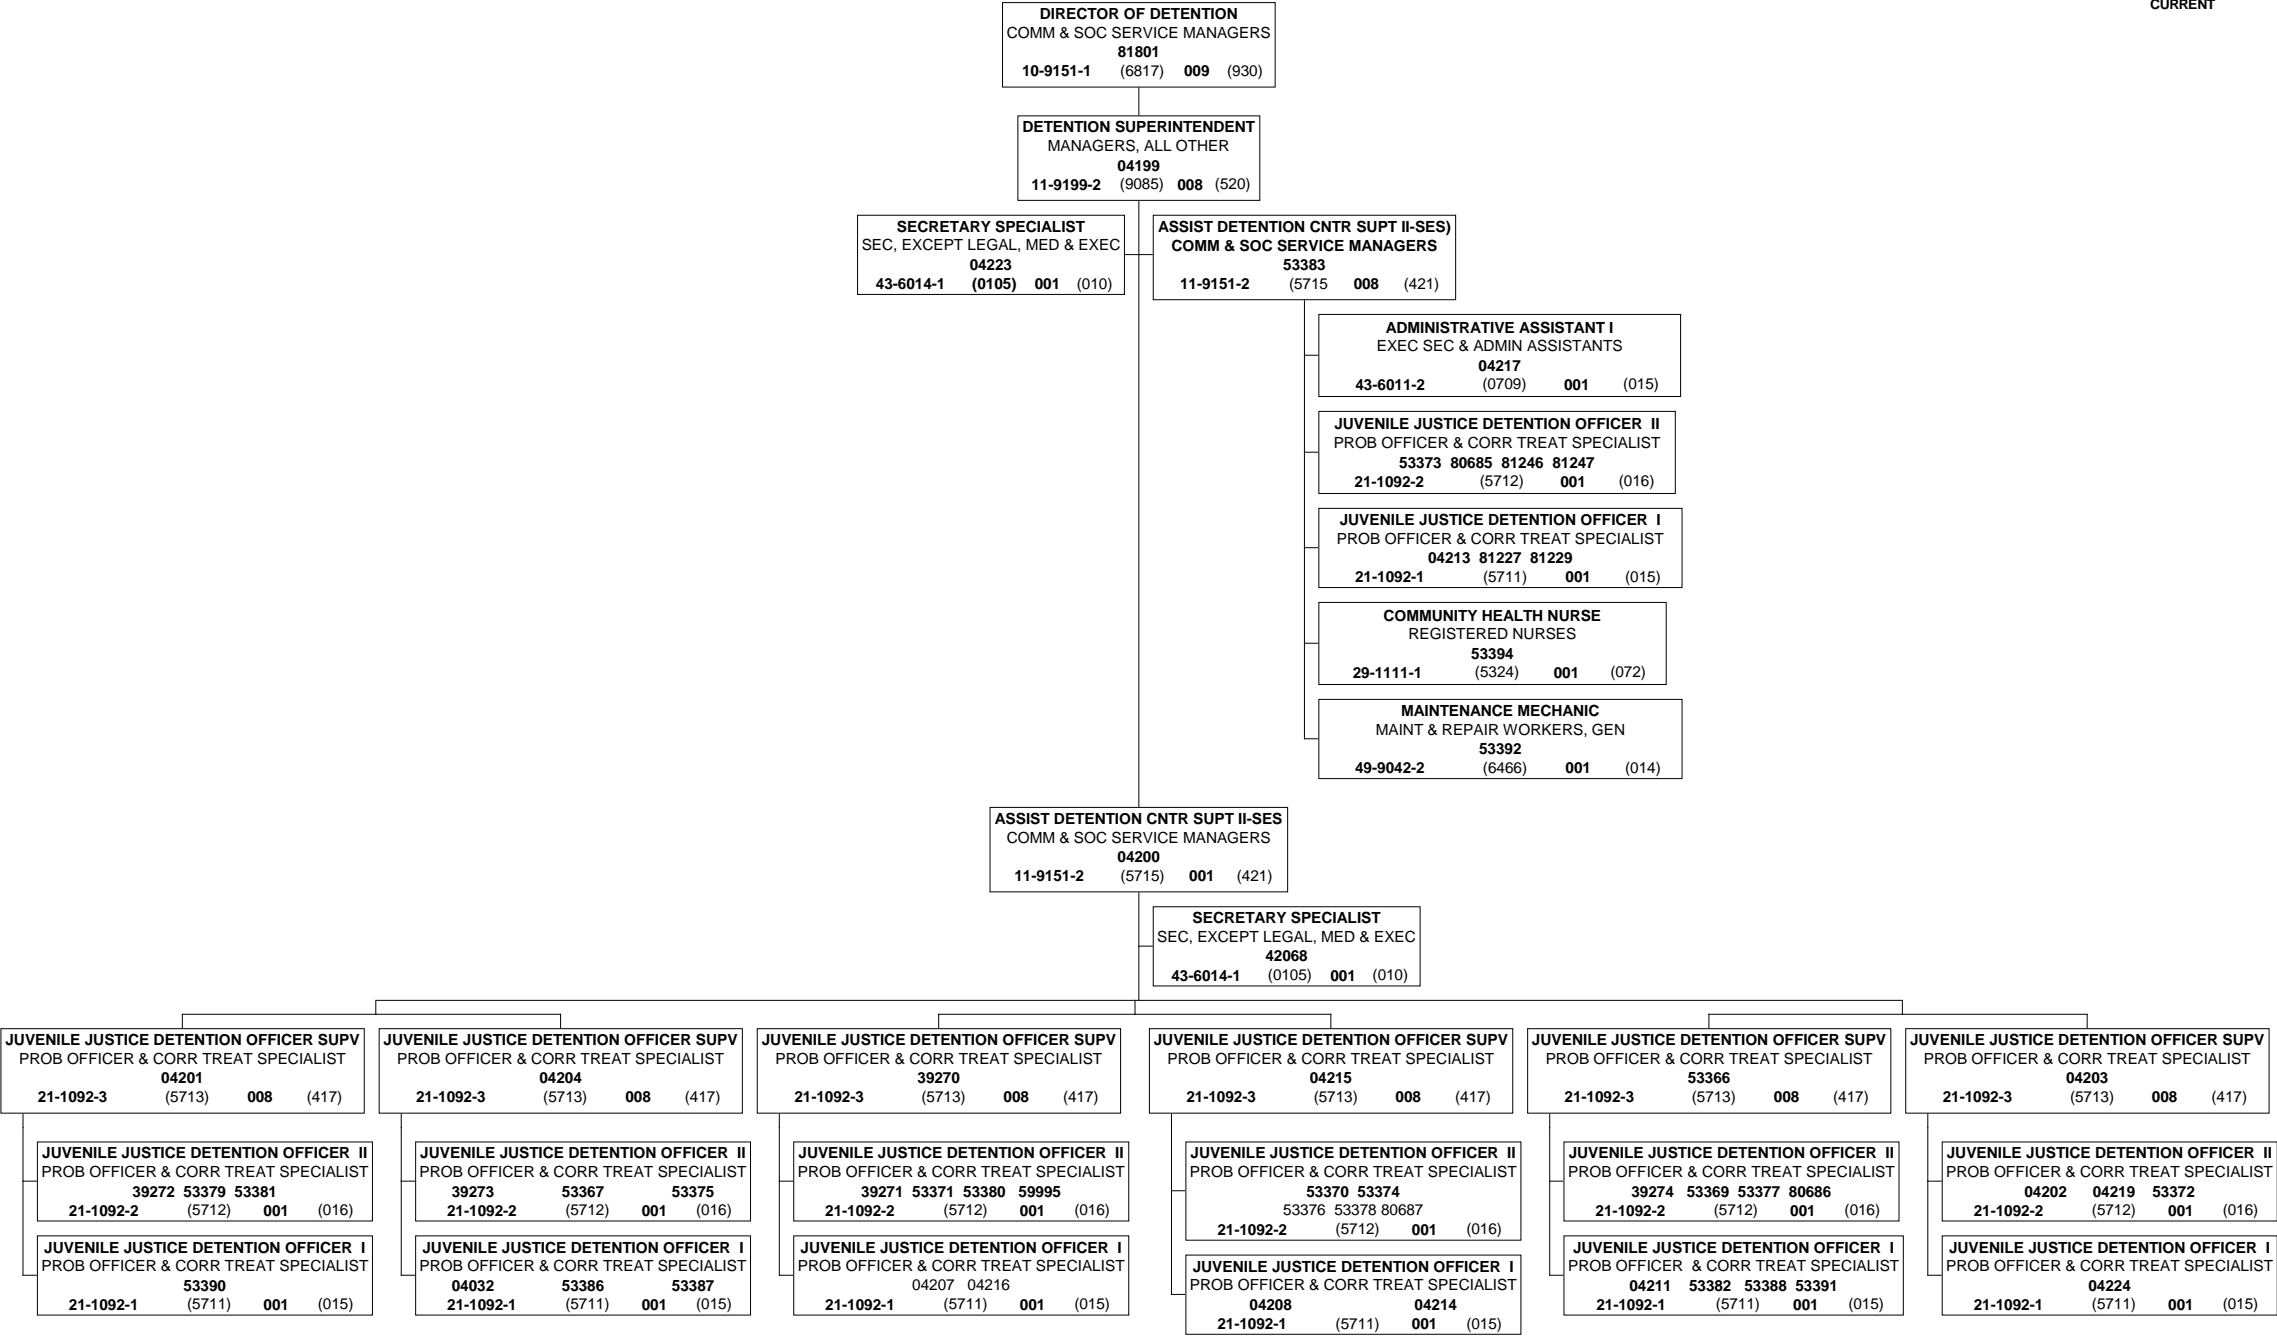 CURRENT
DIRECTOR OF DETENTION
COMM & SOC SERVICE MANAGERS
81801
10-9151-1 (6817) 009 (930)
DETENTION SUPERINTENDENT
MANAGERS, ALL OTHER
04199
11-9199-2 (9085) 008 (520)
SECRETARY SPECIALIST
SEC, EXCEPT LEGAL, MED & EXEC
04223
43-6014-1 (0105) 001 (010)
ASSIST DETENTION CNTR SUPT II-SES)
COMM & SOC SERVICE MANAGERS
53383
11-9151-2 (5715 008 (421)
ADMINISTRATIVE ASSISTANT I
EXEC SEC & ADMIN ASSISTANTS
04217
43-6011-2 (0709) 001 (015)
JUVENILE JUSTICE DETENTION OFFICER II
PROB OFFICER & CORR TREAT SPECIALIST
53373 80685 81246 81247
21-1092-2 (5712) 001 (016)
JUVENILE JUSTICE DETENTION OFFICER I
PROB OFFICER & CORR TREAT SPECIALIST
04213 81227 81229
21-1092-1 (5711) 001 (015)
COMMUNITY HEALTH NURSE
REGISTERED NURSES
53394
29-1111-1 (5324) 001 (072)
MAINTENANCE MECHANIC
MAINT & REPAIR WORKERS, GEN
53392
49-9042-2 (6466) 001 (014)
ASSIST DETENTION CNTR SUPT II-SES
COMM & SOC SERVICE MANAGERS
04200
11-9151-2 (5715) 001 (421)
SECRETARY SPECIALIST
SEC, EXCEPT LEGAL, MED & EXEC
42068
43-6014-1 (0105) 001 (010)
JUVENILE JUSTICE DETENTION OFFICER SUPV
PROB OFFICER & CORR TREAT SPECIALIST
04201
21-1092-3 (5713) 008 (417)
JUVENILE JUSTICE DETENTION OFFICER II
PROB OFFICER & CORR TREAT SPECIALIST
39272 53379 53381
21-1092-2 (5712) 001 (016)
JUVENILE JUSTICE DETENTION OFFICER I
PROB OFFICER & CORR TREAT SPECIALIST
53390
21-1092-1 (5711) 001 (015)
JUVENILE JUSTICE DETENTION OFFICER SUPV
PROB OFFICER & CORR TREAT SPECIALIST
04204
21-1092-3 (5713) 008 (417)
JUVENILE JUSTICE DETENTION OFFICER II
PROB OFFICER & CORR TREAT SPECIALIST
39273 53367 53375
21-1092-2 (5712) 001 (016)
JUVENILE JUSTICE DETENTION OFFICER I
PROB OFFICER & CORR TREAT SPECIALIST
04032 53386 53387
21-1092-1 (5711) 001 (015)
JUVENILE JUSTICE DETENTION OFFICER SUPV
PROB OFFICER & CORR TREAT SPECIALIST
39270
21-1092-3 (5713) 008 (417)
JUVENILE JUSTICE DETENTION OFFICER II
PROB OFFICER & CORR TREAT SPECIALIST
39271 53371 53380 59995
21-1092-2 (5712) 001 (016)
JUVENILE JUSTICE DETENTION OFFICER I
PROB OFFICER & CORR TREAT SPECIALIST
04207 04216
21-1092-1 (5711) 001 (015)
JUVENILE JUSTICE DETENTION OFFICER SUPV
PROB OFFICER & CORR TREAT SPECIALIST
04215
21-1092-3 (5713) 008 (417)
JUVENILE JUSTICE DETENTION OFFICER II
PROB OFFICER & CORR TREAT SPECIALIST
53370 53374
53376 53378 80687
21-1092-2 (5712) 001 (016)
JUVENILE JUSTICE DETENTION OFFICER I
PROB OFFICER & CORR TREAT SPECIALIST
04208 04214
21-1092-1 (5711) 001 (015)
JUVENILE JUSTICE DETENTION OFFICER SUPV
PROB OFFICER & CORR TREAT SPECIALIST
53366
21-1092-3 (5713) 008 (417)
JUVENILE JUSTICE DETENTION OFFICER II
PROB OFFICER & CORR TREAT SPECIALIST
39274 53369 53377 80686
21-1092-2 (5712) 001 (016)
JUVENILE JUSTICE DETENTION OFFICER I
PROB OFFICER & CORR TREAT SPECIALIST
04211 53382 53388 53391
21-1092-1 (5711) 001 (015)
JUVENILE JUSTICE DETENTION OFFICER SUPV
PROB OFFICER & CORR TREAT SPECIALIST
04203
21-1092-3 (5713) 008 (417)
JUVENILE JUSTICE DETENTION OFFICER II
PROB OFFICER & CORR TREAT SPECIALIST
04202 04219 53372
21-1092-2 (5712) 001 (016)
JUVENILE JUSTICE DETENTION OFFICER I
PROB OFFICER & CORR TREAT SPECIALIST
04224
21-1092-1 (5711) 001 (015)